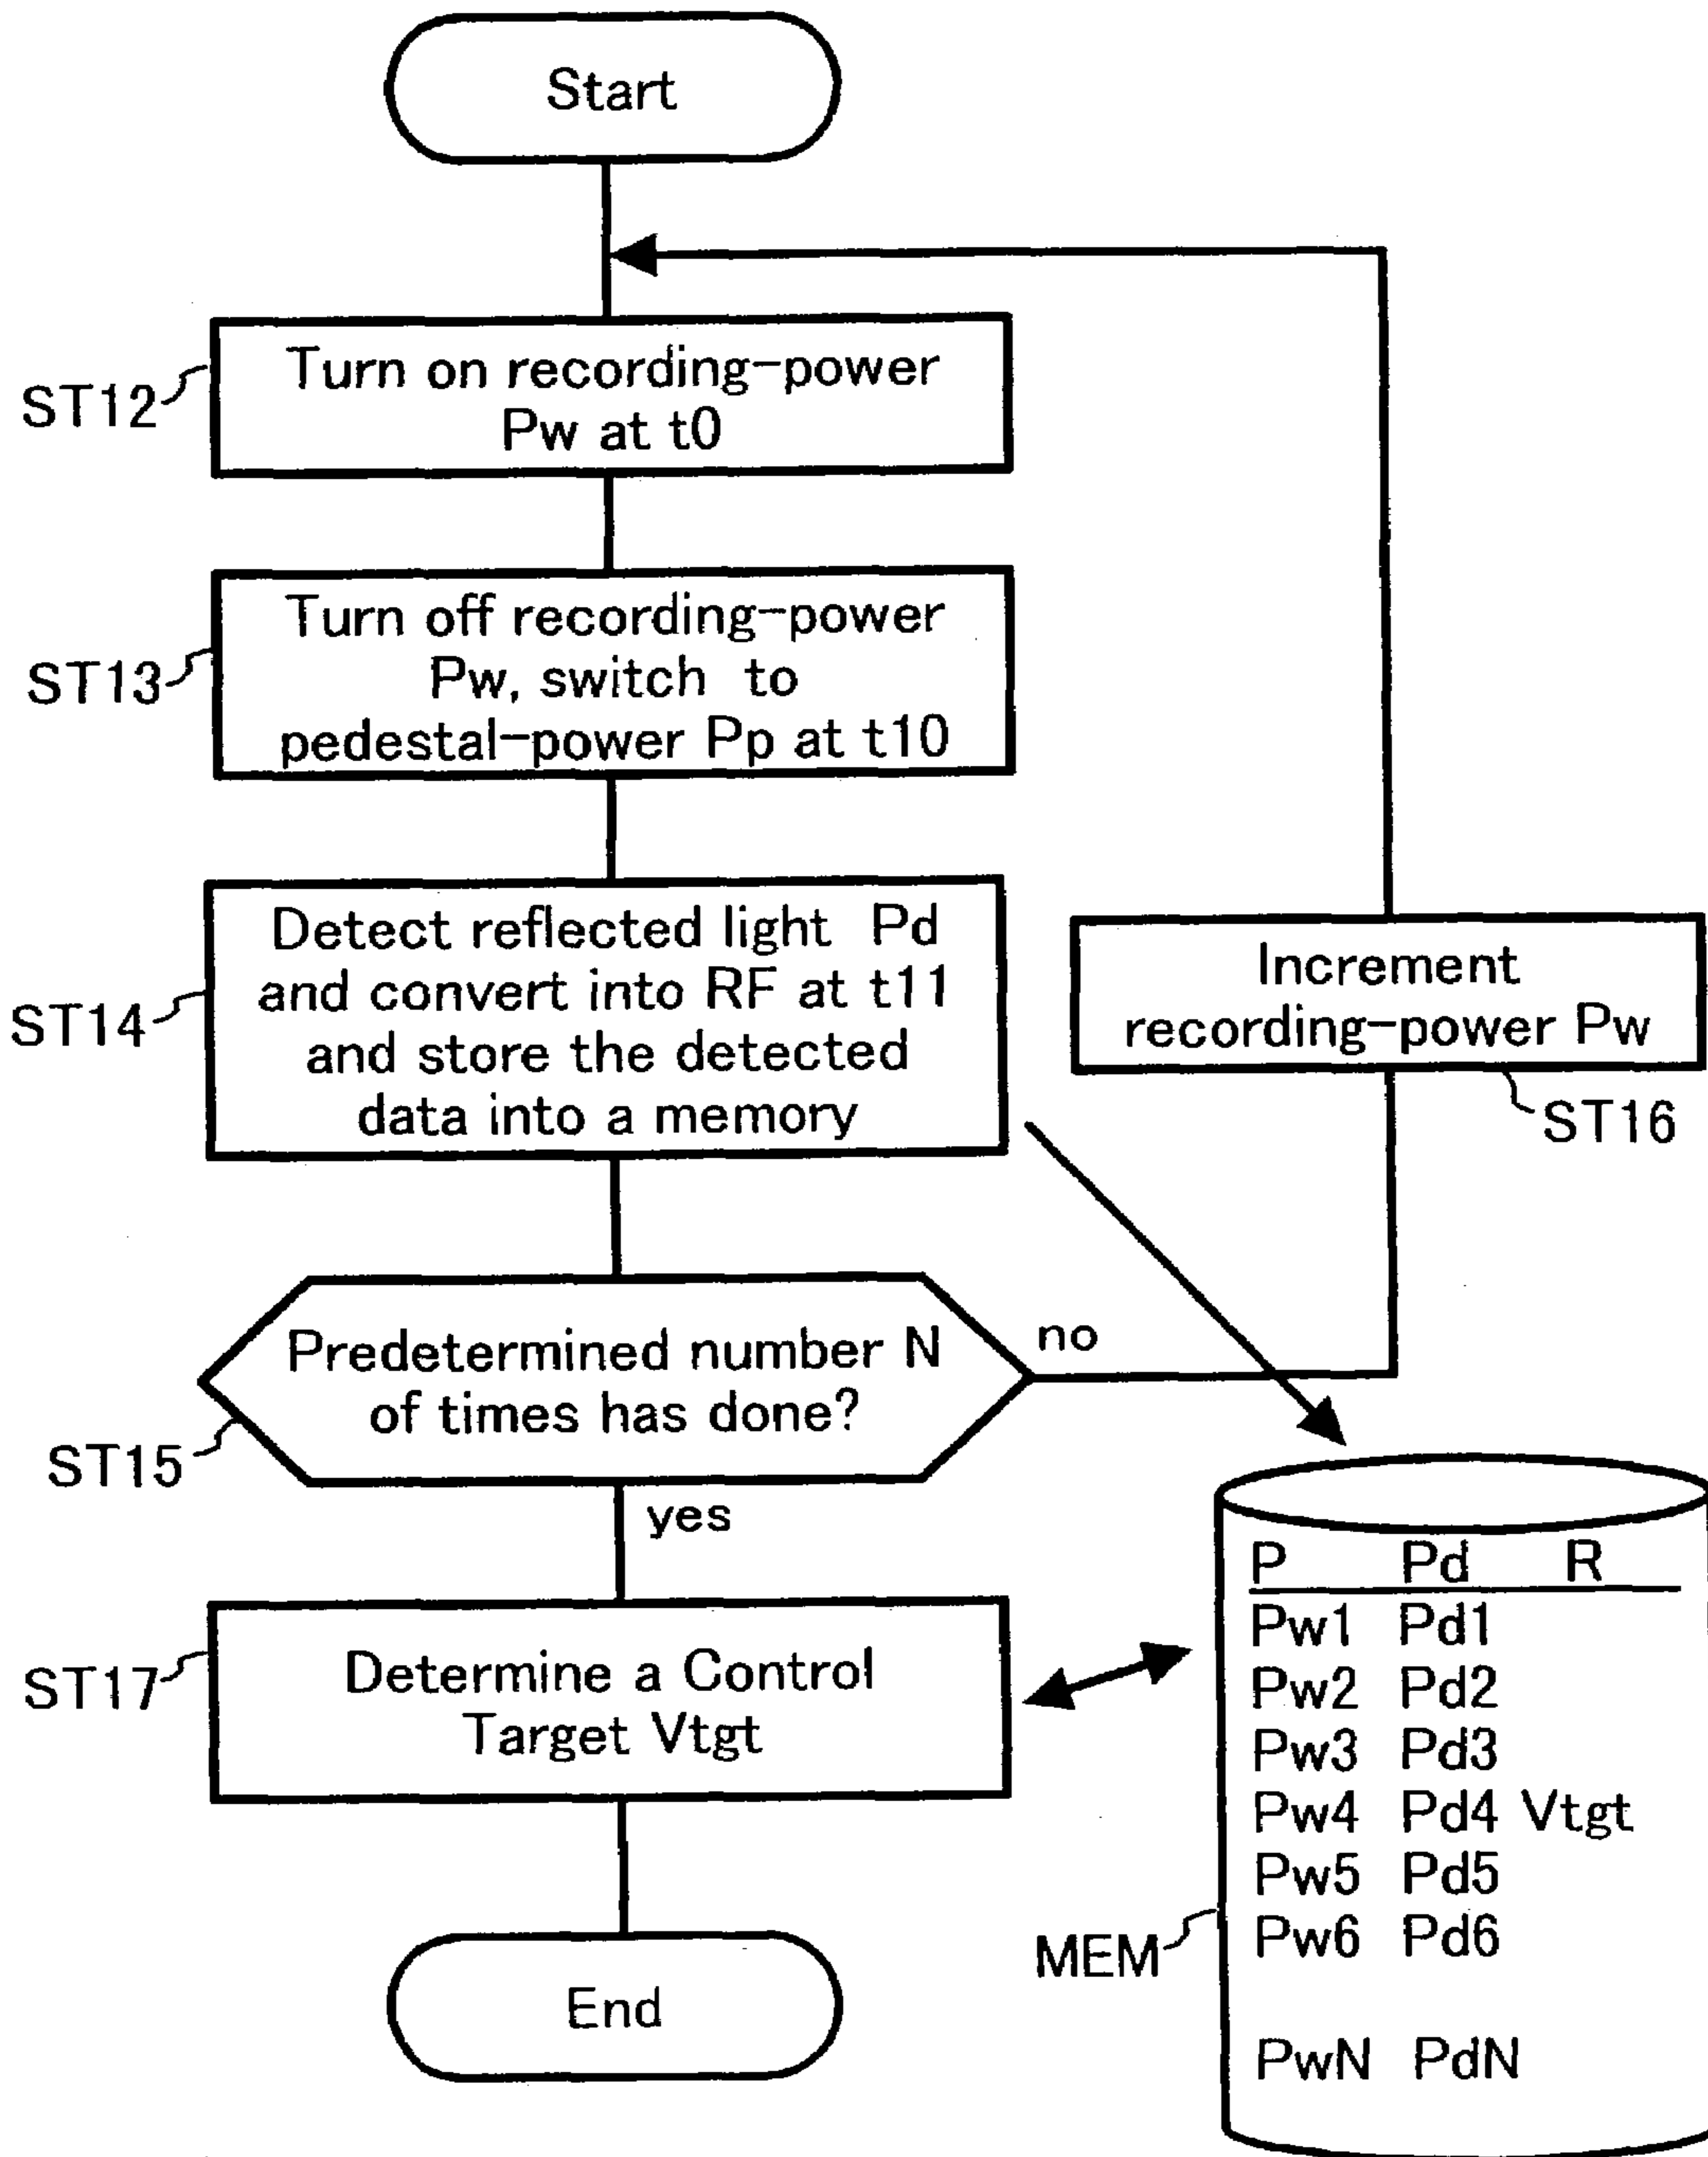 Start
ST12
Turn on recording-power
Pw at t0
ST13
Turn off recording-power
Pw, switch to
pedestal-power Pp at t10
ST14
Detect reflected light Pd
and convert into RF at t11
and store the detected
data into a memory
Increment
recording-power Pw
ST16
ST15
Predetermined number N
of times has done?
no
yes
ST17
Determine a Control
Target Vtgt
End
MEM
P Pd R
Pw1 Pd1
Pw2 Pd2
Pw3 Pd3
Pw4 Pd4 Vtgt
Pw5 Pd5
Pw6 Pd6
PwN PdN